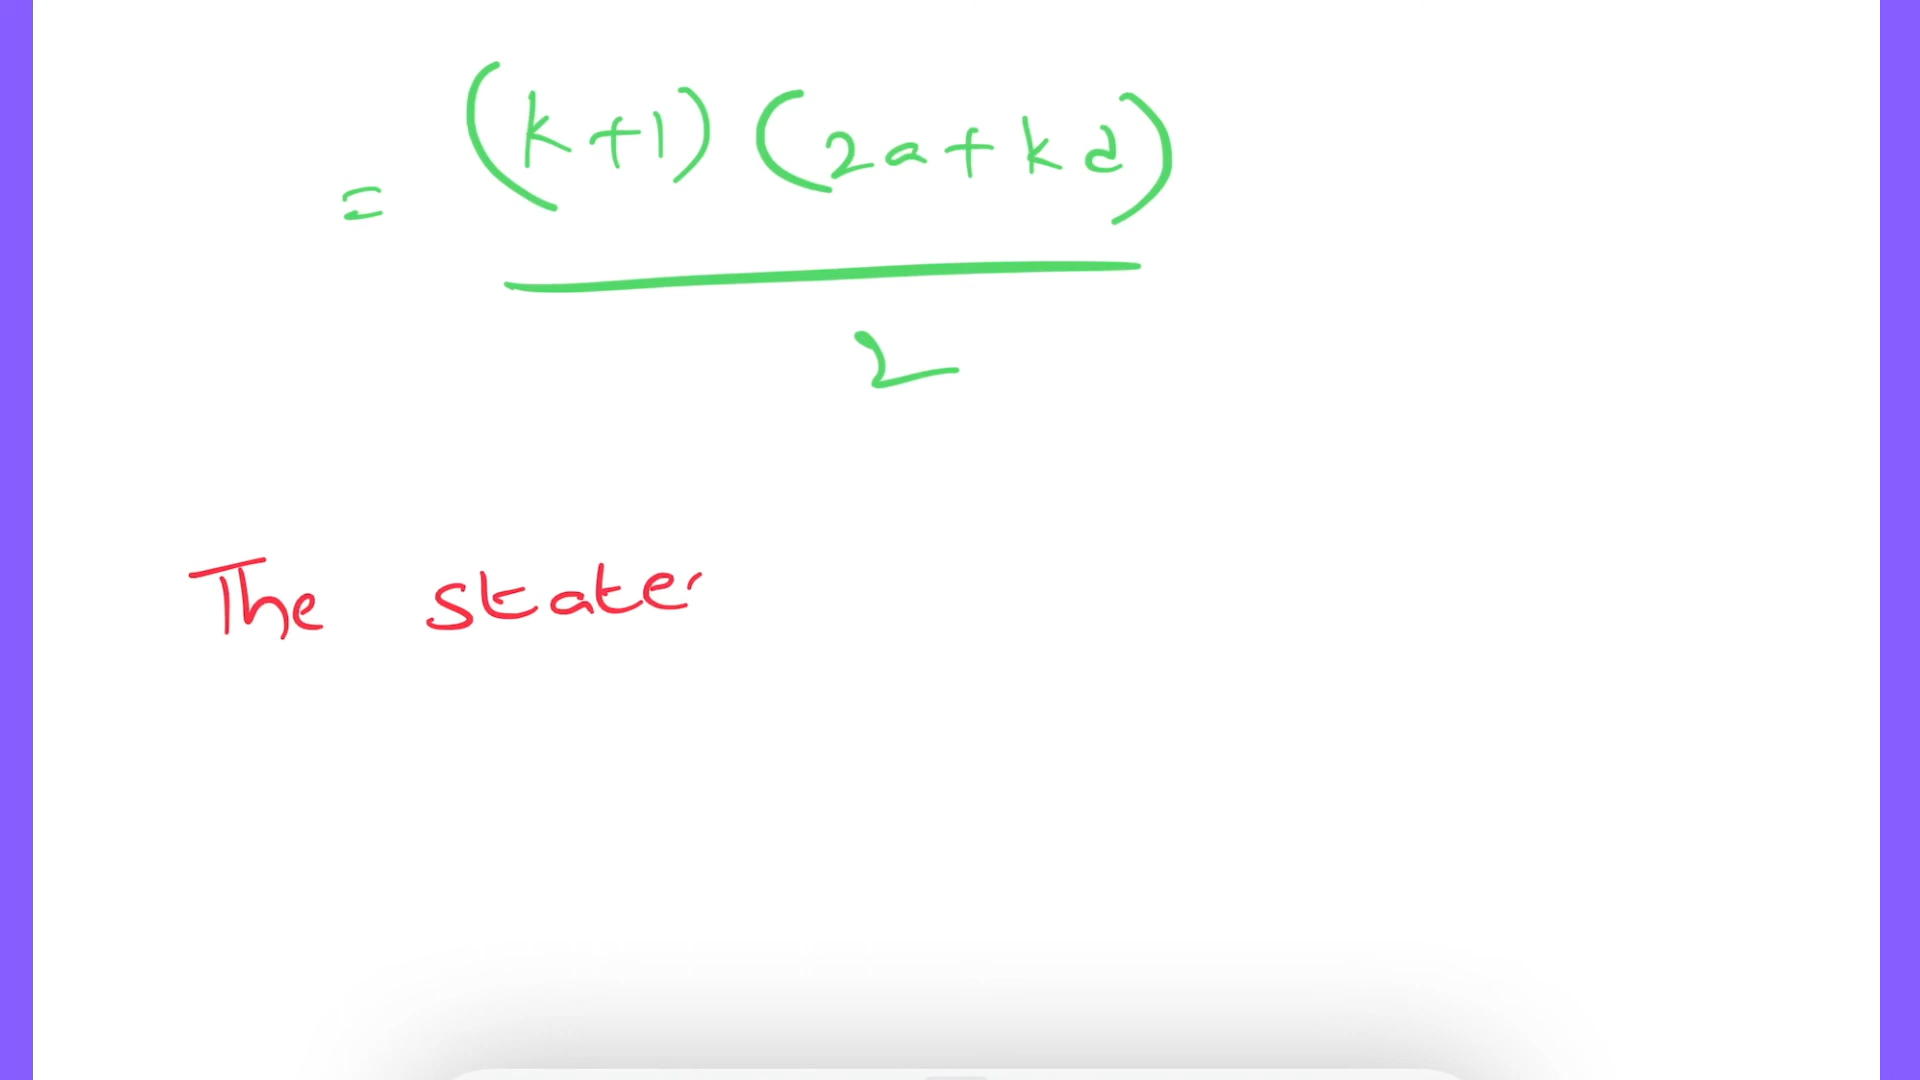 = (k+1) (2a+kd)
2
The state